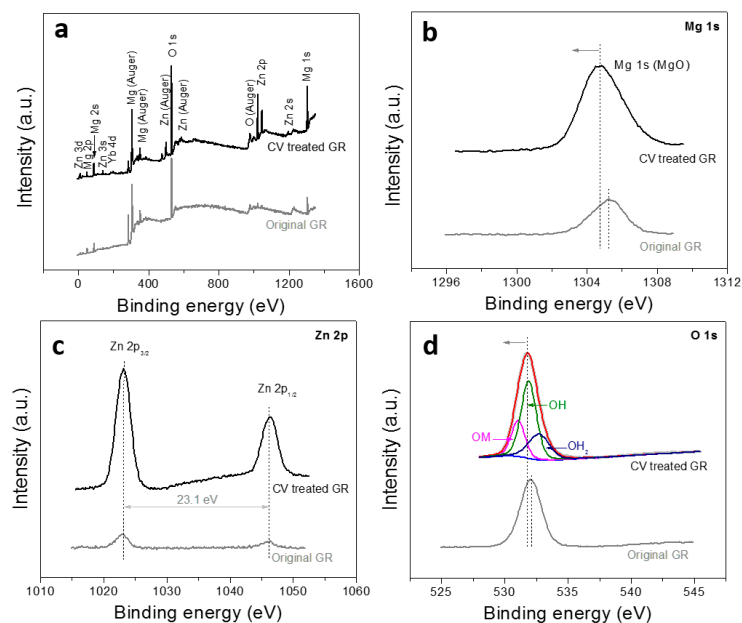 a
Intensity (a.u.)
Zn 3d
Mg 2p
Mg 2s
Zn 3s
Yb 4d
Mg (Auger)
Mg (Auger)
Zn (Auger)
O 1s
Zn (Auger)
O (Auger)
Zn 2p
Zn 2s
Mg 1s
CV treated GR
Original GR
0 400 800 1200 1600
Binding energy (eV)
b
Mg 1s
Intensity (a.u.)
Mg 1s (MgO)
CV treated GR
Original GR
1296 1300 1304 1308 1312
Binding energy (eV)
c
Zn 2p
Intensity (a.u.)
Zn 2p3/2
Zn 2p1/2
CV treated GR
23.1 eV
Original GR
1010 1020 1030 1040 1050 1060
Binding energy (eV)
d
O 1s
Intensity (a.u.)
OH
OM
OH2
CV treated GR
Original GR
525 530 535 540 545
Binding energy (eV)